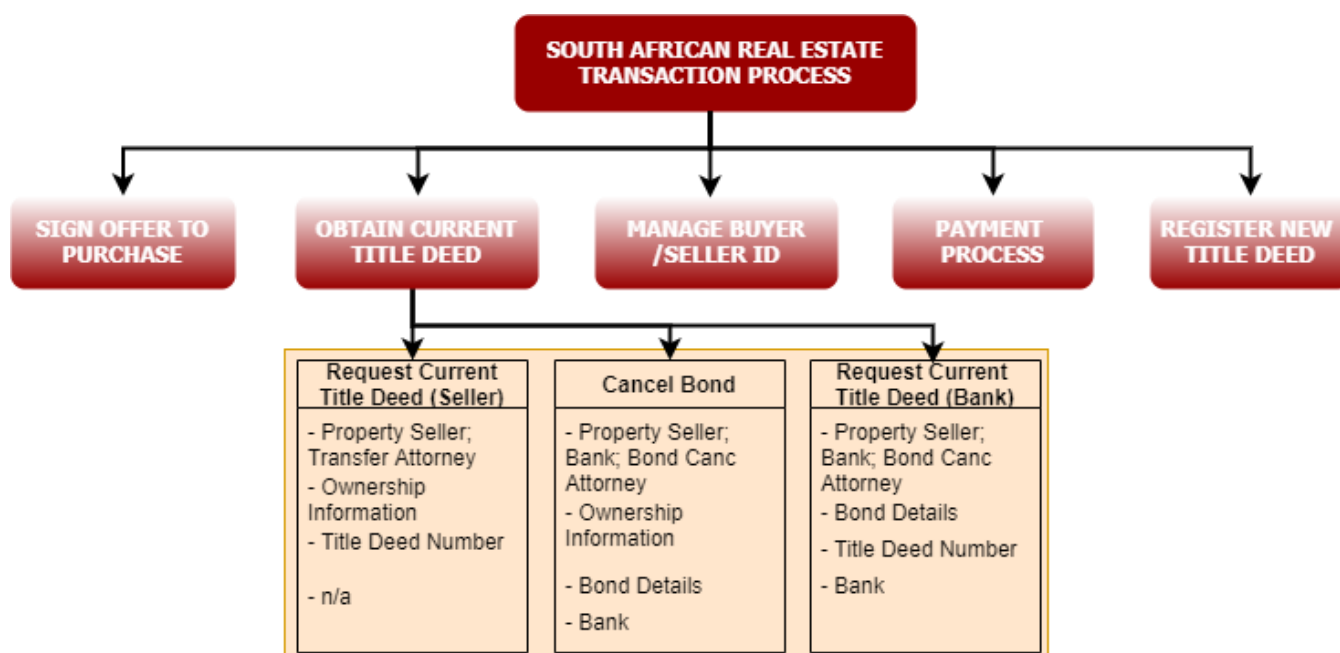 SOUTH AFRICAN REAL ESTATE
TRANSACTION PROCESS
SIGN OFFER TO
PURCHASE
OBTAIN CURRENT
TITLE DEED
MANAGE BUYER
/SELLER ID
PAYMENT
PROCESS
REGISTER NEW
TITLE DEED
Request Current
Title Deed (Seller)
- Property Seller;
Transfer Attorney
- Ownership
Information
- Title Deed Number
- n/a
Cancel Bond
- Property Seller;
Bank; Bond Canc
Attorney
- Ownership
Information
- Bond Details
- Bank
Request Current
Title Deed (Bank)
- Property Seller;
Bank; Bond Canc
Attorney
- Bond Details
- Title Deed Number
- Bank